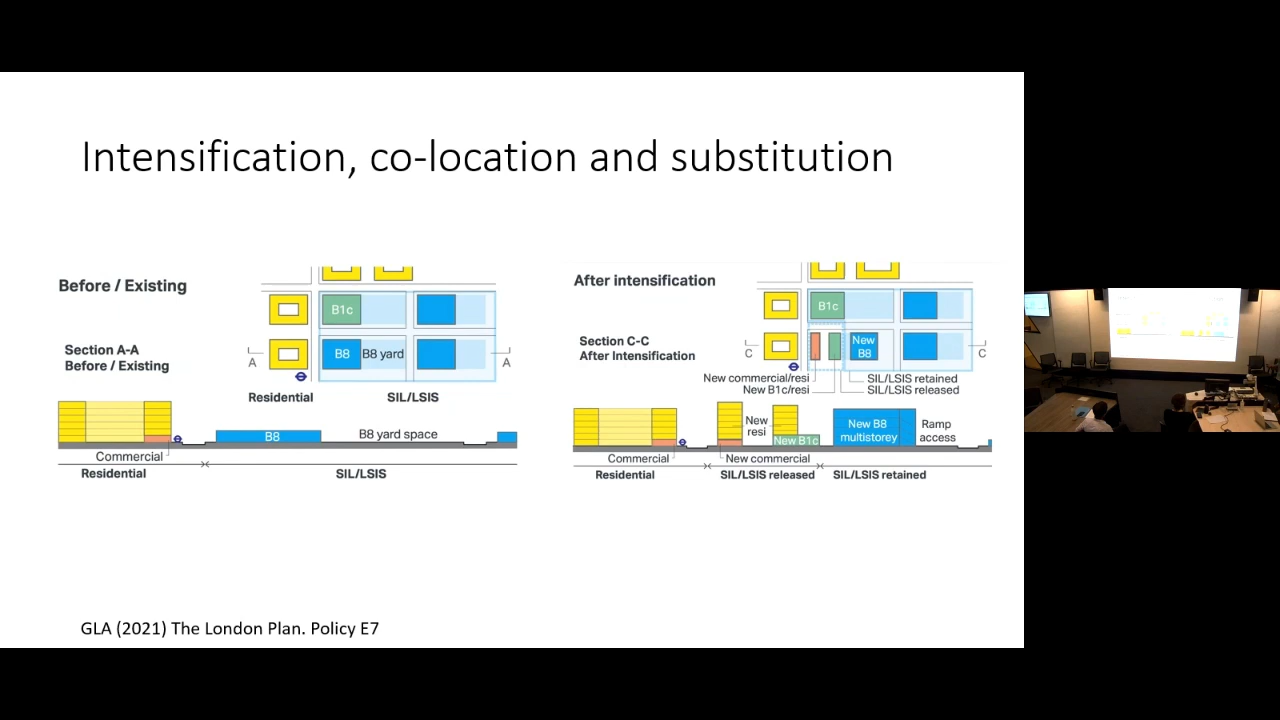 Intensification, co-location and substitution
Before / Existing
B1c
Section A-A
Before / Existing
B8
B8 yard
A
A
Residential
SIL/LSIS
B8
B8 yard space
Commercial
Residential
SIL/LSIS
After intensification
B1c
Section C-C
After Intensification
New
B8
C
C
New commercial/resi
SIL/LSIS retained
New B1c/resi
SIL/LSIS released
New
resi
New B1c
New B8
multistorey
Ramp
access
Commercial
New commercial
Residential
SIL/LSIS released
SIL/LSIS retained
GLA (2021) The London Plan. Policy E7